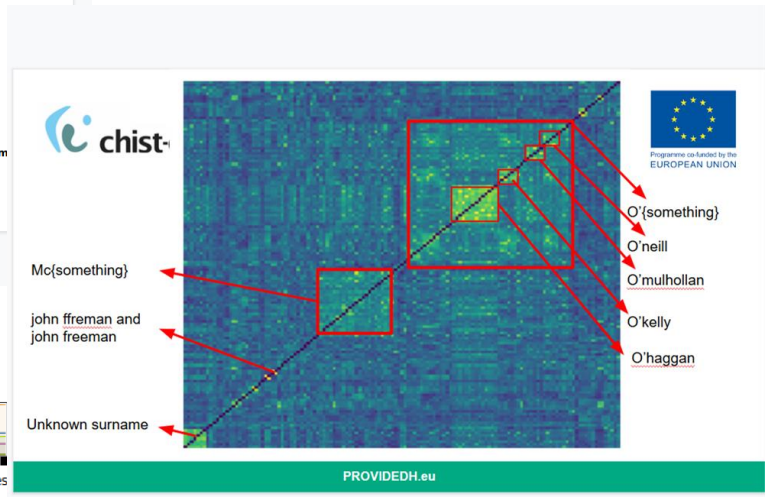 chist-
Programme co-funded by the
EUROPEAN UNION
O'{something}
O'neill
Mc{something}
O'mulhollan
john ffreman and
john freeman
O'kelly
O'haggan
Unknown surname
PROVIDEDH.eu